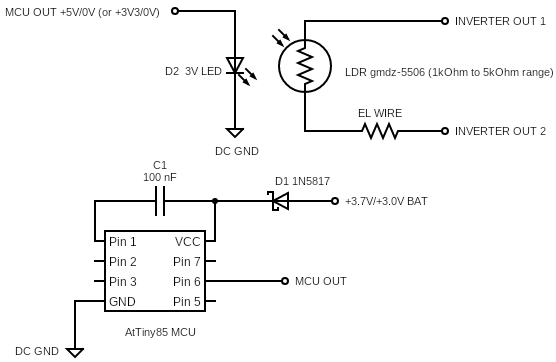 MCU OUT +5V/0V (or +3V3/0V)
INVERTER OUT 1
D2 3V LED
LDR gmdz-5506 (1kOhm to 5kOhm range)
EL WIRE
INVERTER OUT 2
DC GND
C1
100 nF
D1 1N5817
+3.7V/+3.0V BAT
Pin 1
VCC
Pin 2
Pin 7
Pin 3
Pin 6
MCU OUT
GND
Pin 5
AtTiny85 MCU
DC GND